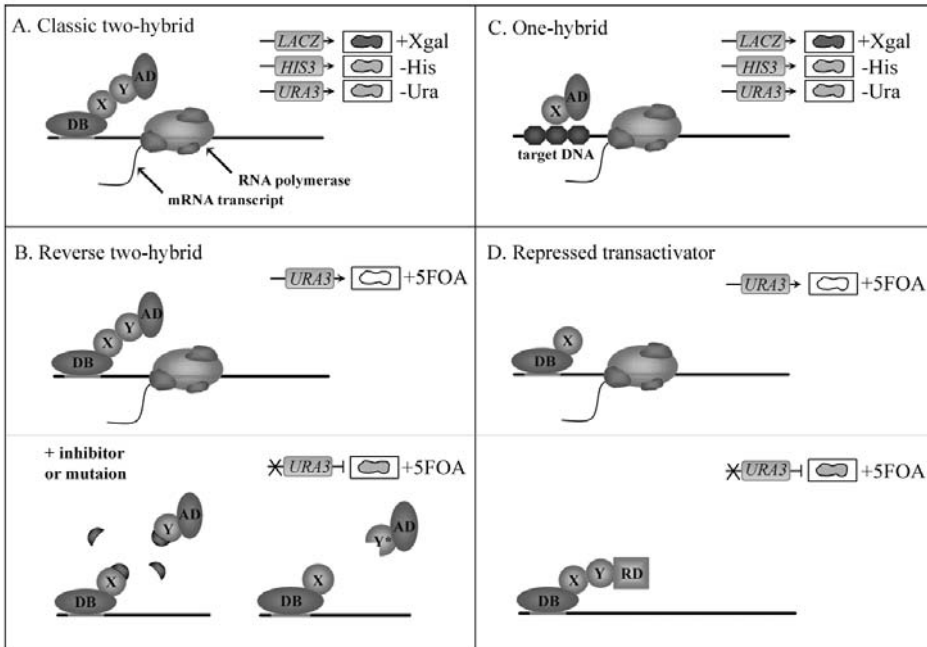 A. Classic two-hybrid
LACZ +Xgal
HIS3 -His
URA3 -Ura
AD
Y
X
DB
RNA polymerase
mRNA transcript
C. One-hybrid
LACZ +Xgal
HIS3 -His
URA3 -Ura
AD
X
target DNA
B. Reverse two-hybrid
URA3 +5FOA
AD
Y
X
DB
+ inhibitor
or mutaion
URA3 +5FOA
Y AD
X
DB
Y* AD
X
DB
D. Repressed transactivator
URA3 +5FOA
X
DB
URA3 +5FOA
X Y RD
DB